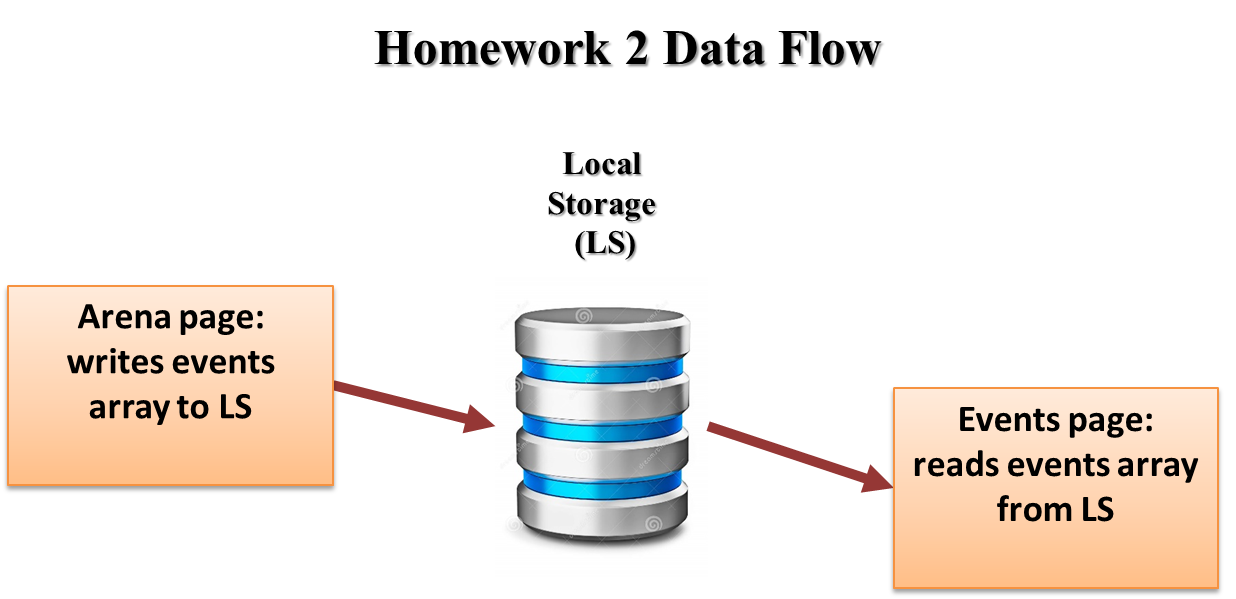 Homework 2 Data Flow
Local
Storage
(LS)
Arena page:
writes events
array to LS
Events page:
reads events array
from LS